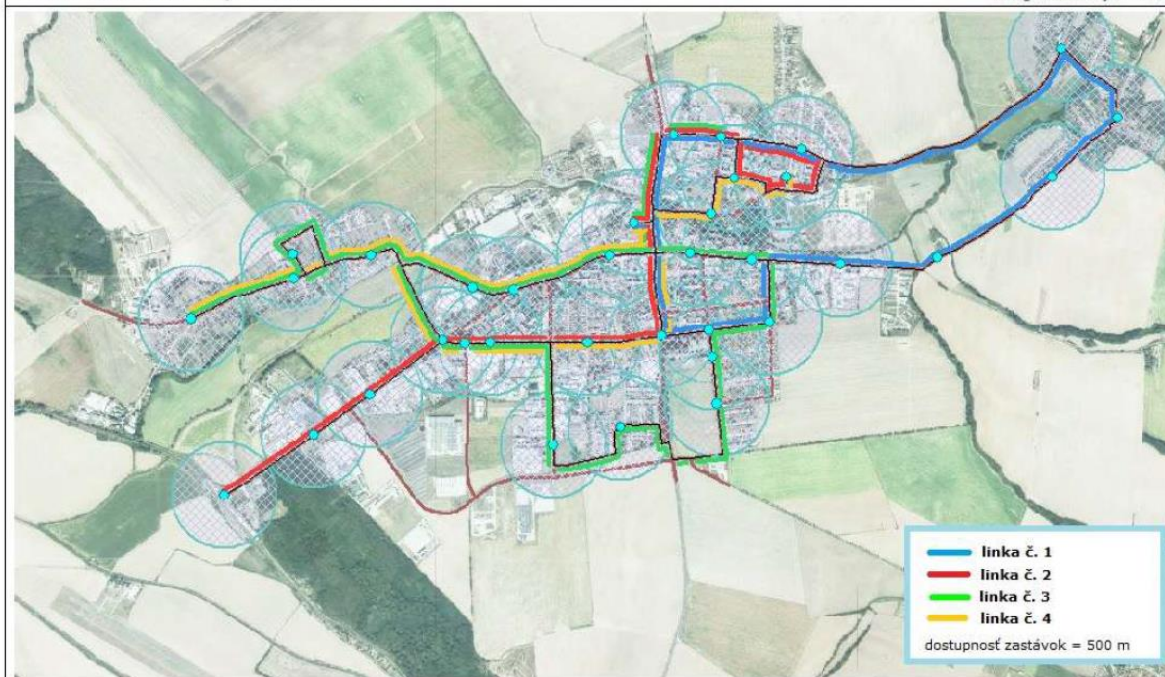 linka č. 1
linka č. 2
linka č. 3
linka č. 4
dostupnosť zastávok = 500 m